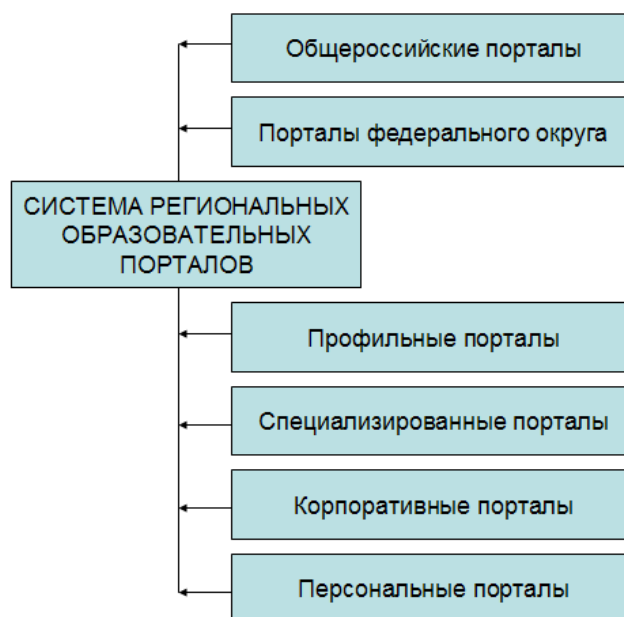 Общероссийские порталы
Порталы федерального округа
СИСТЕМА РЕГИОНАЛЬНЫХ
ОБРАЗОВАТЕЛЬНЫХ
ПОРТАЛОВ
Профильные порталы
Специализированные порталы
Корпоративные порталы
Персональные порталы